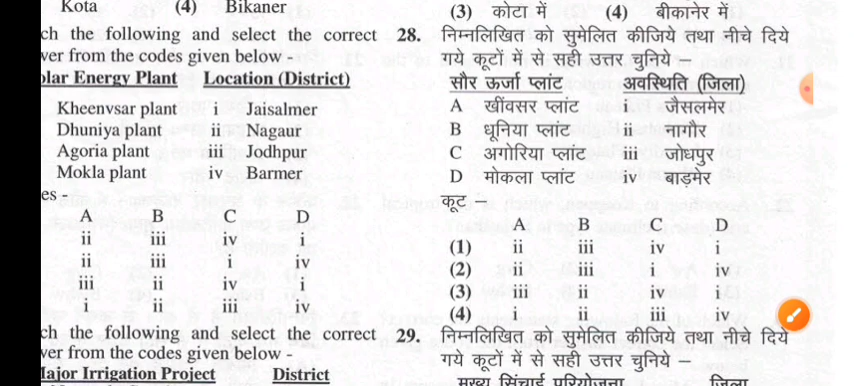 Kota (4) Bikaner
ch the following and select the correct
ver from the codes given below -
olar Energy Plant Location (District)
Kheenvsar plant i Jaisalmer
Dhuniya plant ii Nagaur
Agoria plant iii Jodhpur
Mokla plant iv Barmer
es -
A B C D
ii iii iv i
ii iii i iv
iii ii iv i
i ii iii iv
ch the following and select the correct
ver from the codes given below -
Major Irrigation Project District
(3) कोटा में (4) बीकानेर में
28. निम्नलिखित को सुमेलित कीजिये तथा नीचे दिये
गये कूटों में से सही उत्तर चुनिये –
सौर ऊर्जा प्लांट अवस्थिति (जिला)
A खींवसर प्लांट i जैसलमेर
B धूनिया प्लांट ii नागौर
C अगोरिया प्लांट iii जोधपुर
D मोकला प्लांट iv बाड़मेर
कूट –
A B C D
(1) ii iii iv i
(2) ii iii i iv
(3) iii ii iv i
(4) i ii iii iv
29. निम्नलिखित को सुमेलित कीजिये तथा नीचे दिये
गये कूटों में से सही उत्तर चुनिये –
मुख्य सिंचाई परियोजना जिला